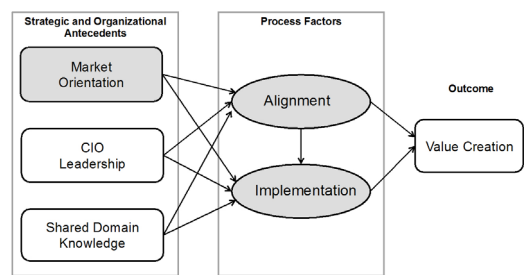 Strategic and Organizational
Antecedents
Process Factors
Market
Orientation
Alignment
Outcome
CIO
Leadership
Value Creation
Implementation
Shared Domain
Knowledge